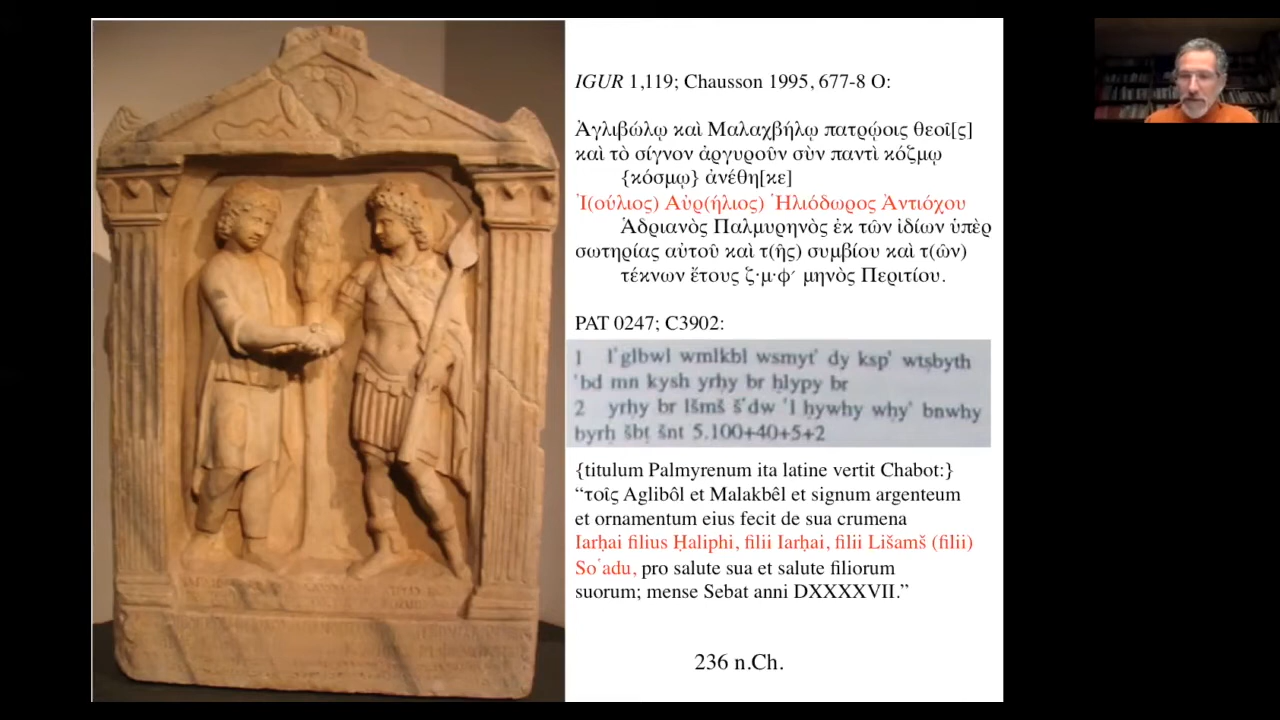 IGUR 1,119; Chausson 1995, 677-8 O:
Ἀγλιβώλῳ καὶ Μαλαχβήλῳ πατρῴοις θεοῖ[ς]
καὶ τὸ σίγνον ἀργυροῦν σὺν παντὶ κόζμῳ
{κόσμῳ} ἀνέθη[κε]
Ἰ(ούλιος) Αὐρ(ήλιος) Ἡλιόδωρος Ἀντιόχου
Ἁδριανὸς Παλμυρηνὸς ἐκ τῶν ἰδίων ὑπὲρ
σωτηρίας αὑτοῦ καὶ τ(ῆς) συμβίου καὶ τ(ῶν)
τέκνων ἔτους ζ·μ·φ′ μηνὸς Περιτίου.
PAT 0247; C3902:
1 lʿglbwl wmlkbl wsmytʾ dy kspʾ wtṣbyth
ʿbd mn kysh yrḥy br ḥlypy br
2 yrḥy br lšmš šʿdw ʿl ḥywhy wḥyʾ bnwhy
byrḥ šbṭ šnt 5.100+40+5+2
{titulum Palmyrenum ita latine vertit Chabot:}
“τοῖς Aglibôl et Malakbêl et signum argenteum
et ornamentum eius fecit de sua crumena
Iarḥai filius Ḥaliphi, filii Iarḥai, filii Lišamš (filii)
Soʿadu, pro salute sua et salute filiorum
suorum; mense Sebat anni DXXXXVII.”
236 n.Ch.